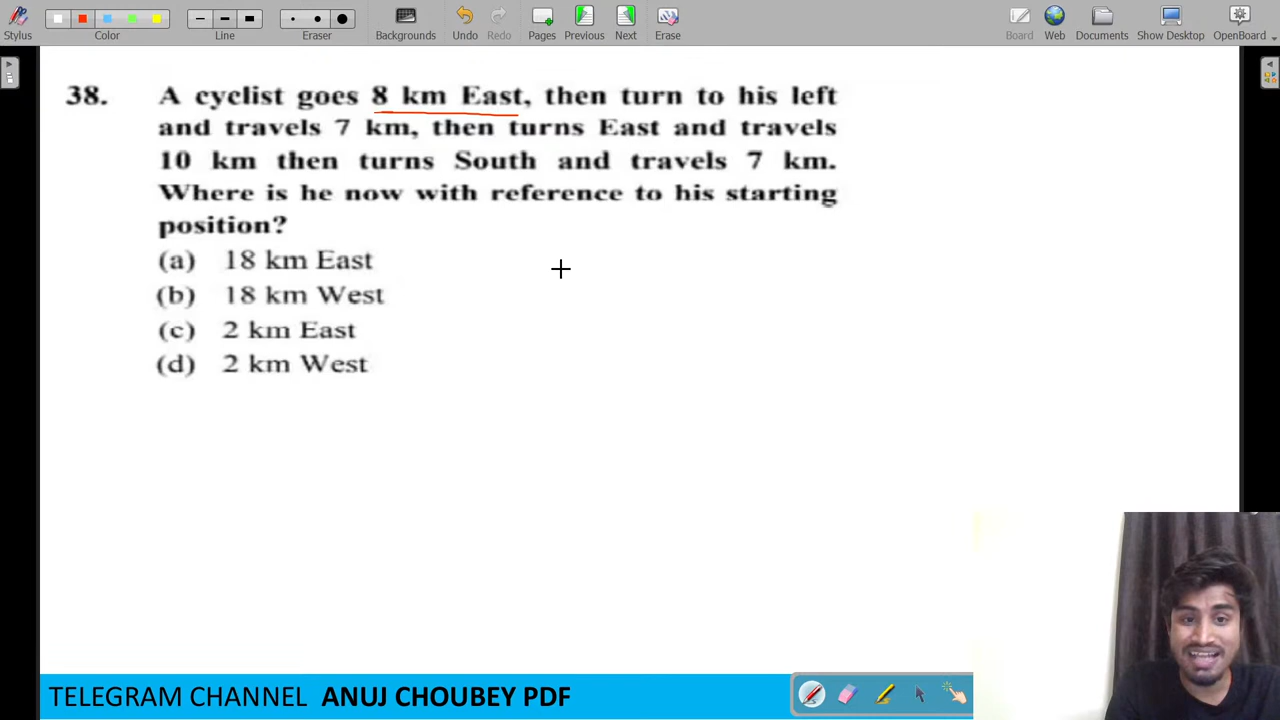 Stylus
Color
Line
Eraser
Backgrounds
Undo
Redo
Pages
Previous
Next
Erase
Board
Web
Documents
Show Desktop
OpenBoard
38. A cyclist goes 8 km East, then turn to his left
and travels 7 km, then turns East and travels
10 km then turns South and travels 7 km.
Where is he now with reference to his starting
position?
(a) 18 km East
(b) 18 km West
(c) 2 km East
(d) 2 km West
TELEGRAM CHANNEL ANUJ CHOUBEY PDF